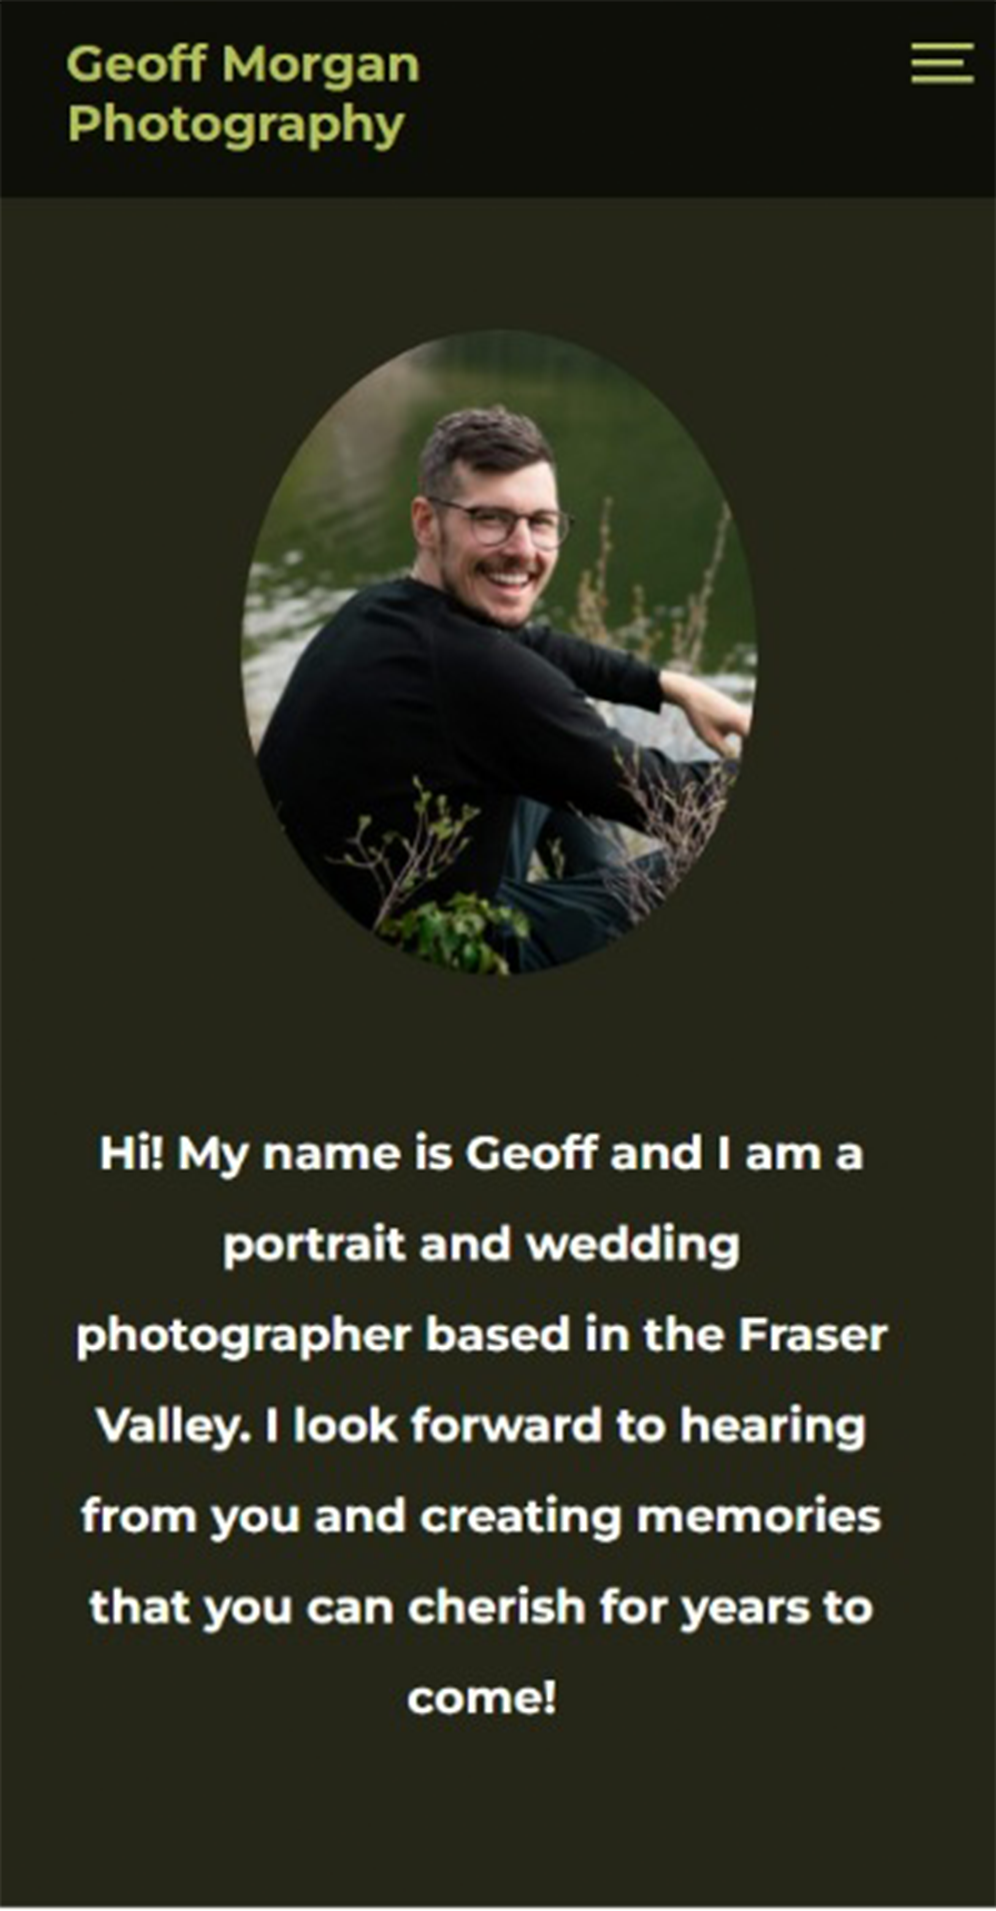 Geoff Morgan
Photography
Hi! My name is Geoff and I am a
portrait and wedding
photographer based in the Fraser
Valley. I look forward to hearing
from you and creating memories
that you can cherish for years to
come!